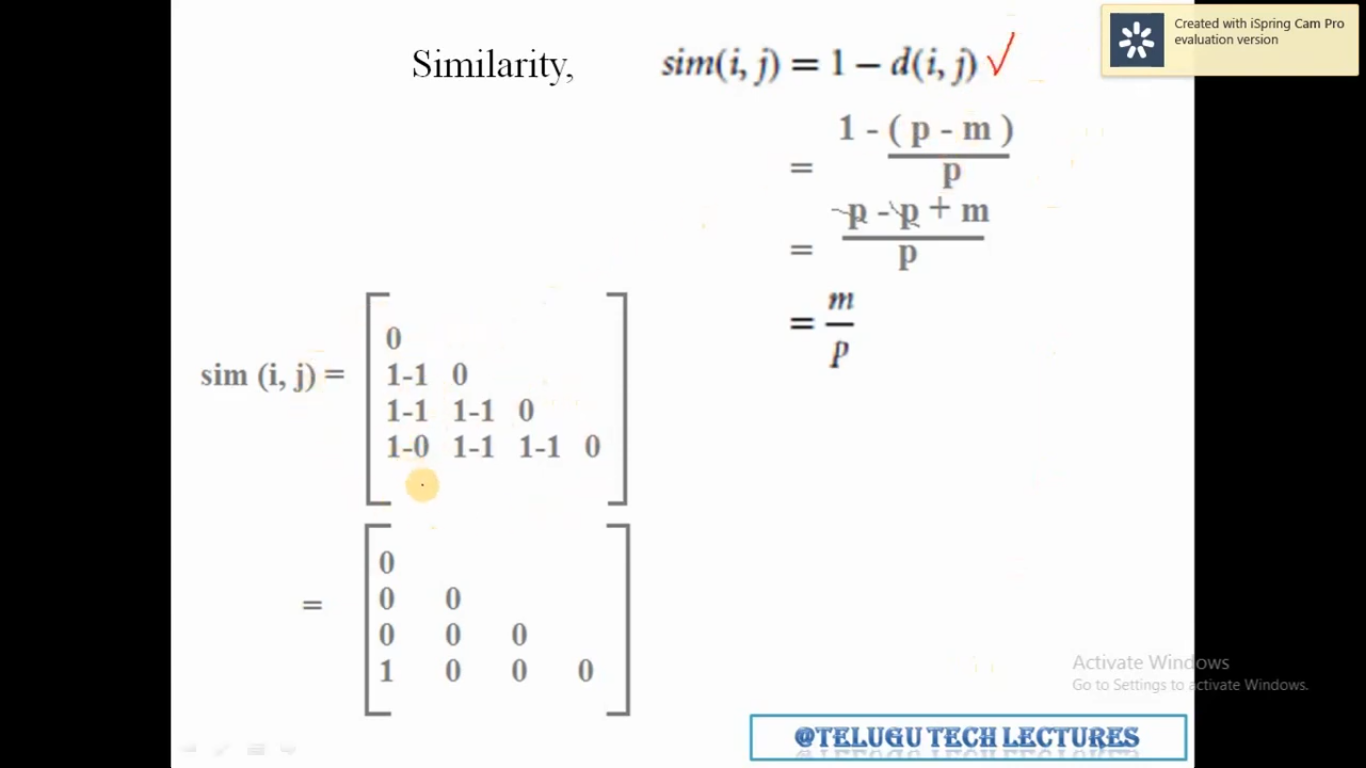 Created with iSpring Cam Pro
evaluation version
Similarity, sim(i, j) = 1 − d(i, j) ✓
1 - ( p - m )
=
p
p - p + m
=
p
= m
p
sim (i, j) =
0
1-1 0
1-1 1-1 0
1-0 1-1 1-1 0
=
0
0 0
0 0 0
1 0 0 0
Activate Windows
Go to Settings to activate Windows.
@TELUGU TECH LECTURES